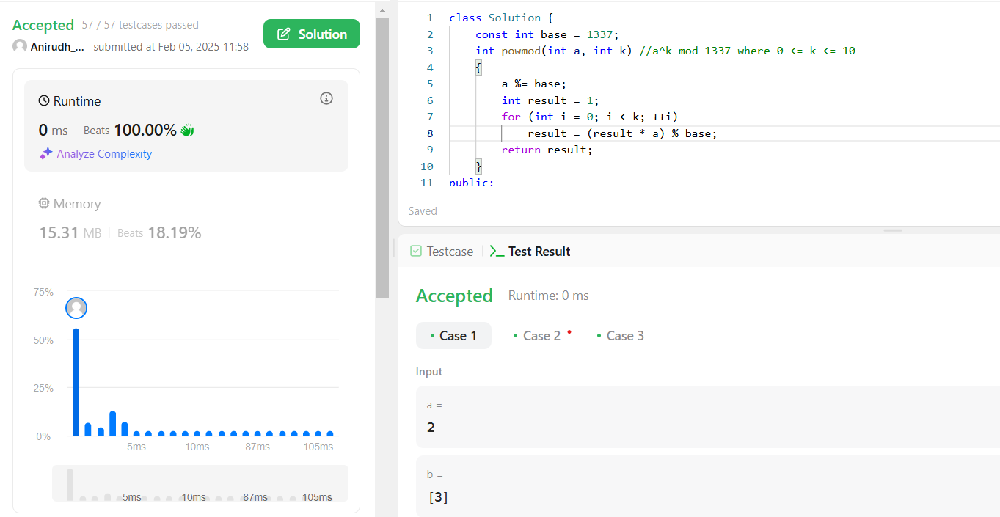 Accepted 57 / 57 testcases passed
Solution
Anirudh_... submitted at Feb 05, 2025 11:58
Runtime
0 ms Beats 100.00%
Analyze Complexity
Memory
15.31 MB Beats 18.19%
75%
50%
25%
0%
5ms 10ms 87ms 105ms
5ms 10ms 87ms 105ms
1 class Solution {
2 const int base = 1337;
3 int powmod(int a, int k) //a^k mod 1337 where 0 <= k <= 10
4 {
5 a %= base;
6 int result = 1;
7 for (int i = 0; i < k; ++i)
8 result = (result * a) % base;
9 return result;
10 }
11 public:
Saved
Testcase >_ Test Result
Accepted Runtime: 0 ms
Case 1 Case 2 Case 3
Input
a =
2
b =
[3]